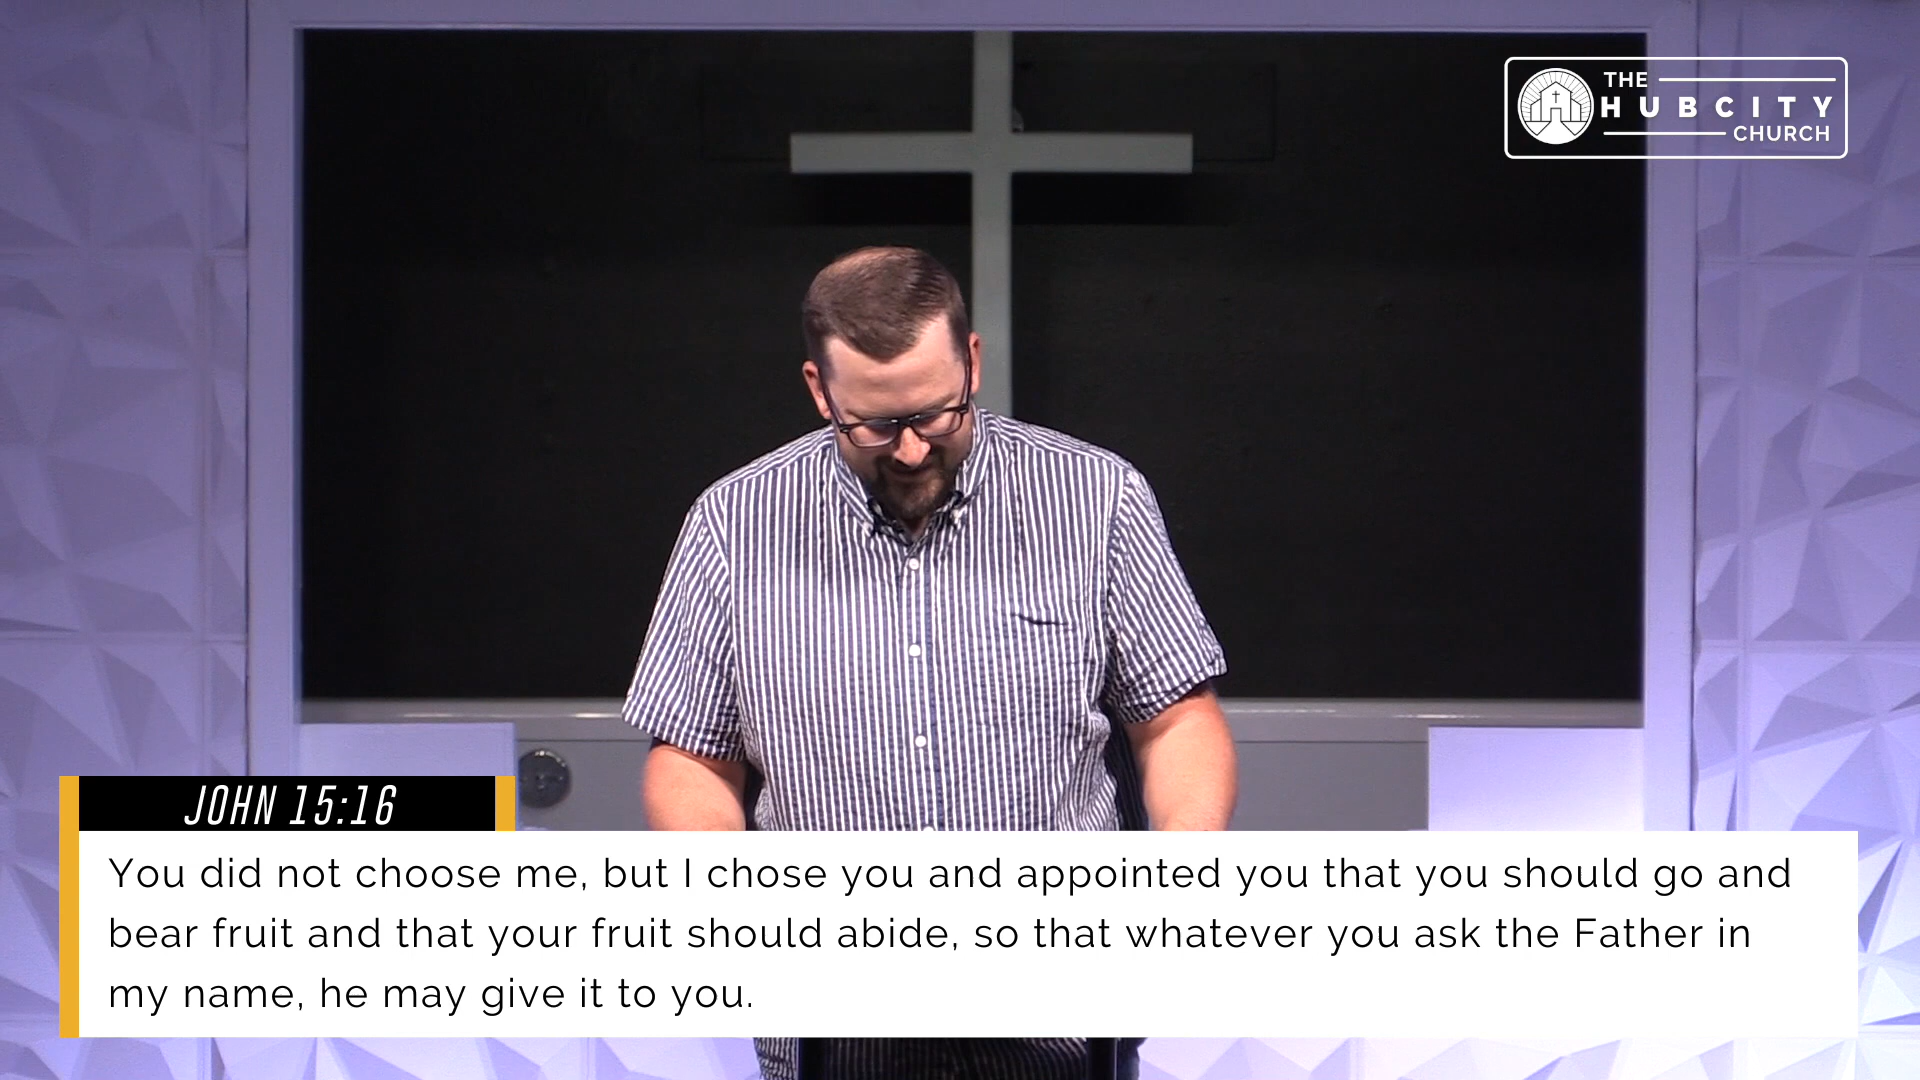 THE
HUBCITY
CHURCH
JOHN 15:16
You did not choose me, but I chose you and appointed you that you should go and
bear fruit and that your fruit should abide, so that whatever you ask the Father in
my name, he may give it to you.